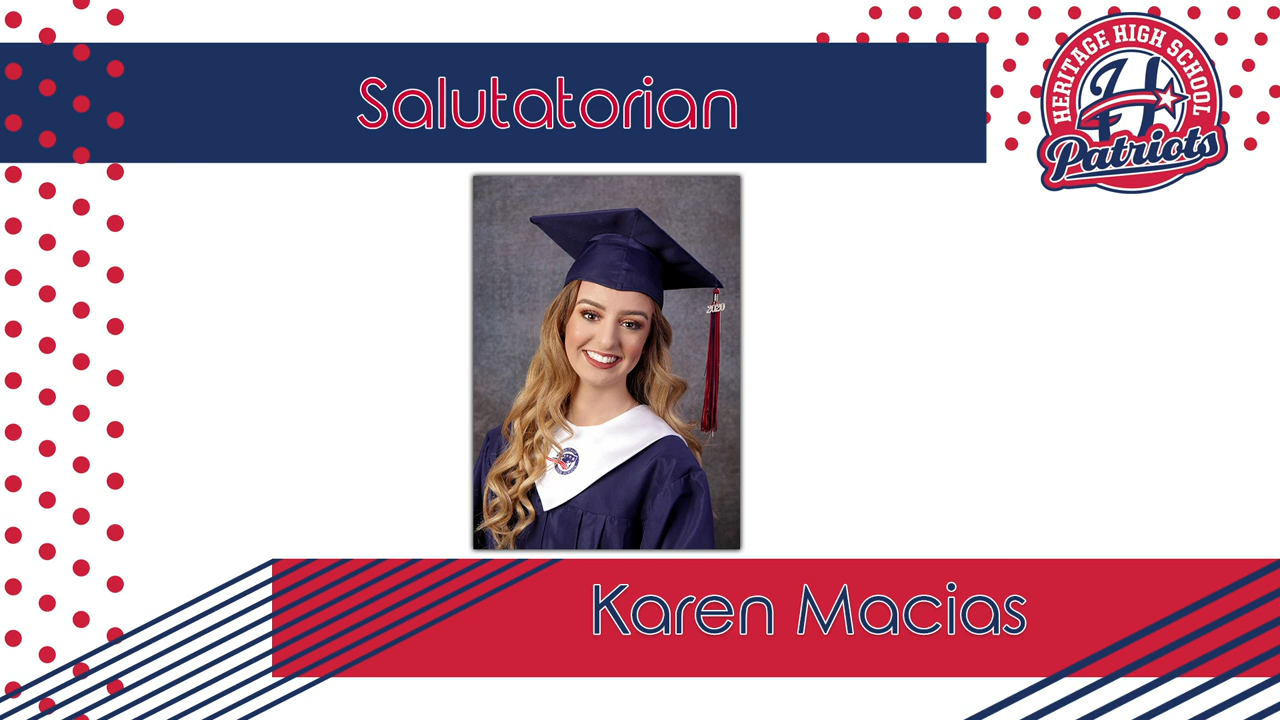 Salutatorian
HERITAGE HIGH SCHOOL
H
Patriots
2020
Karen Macias